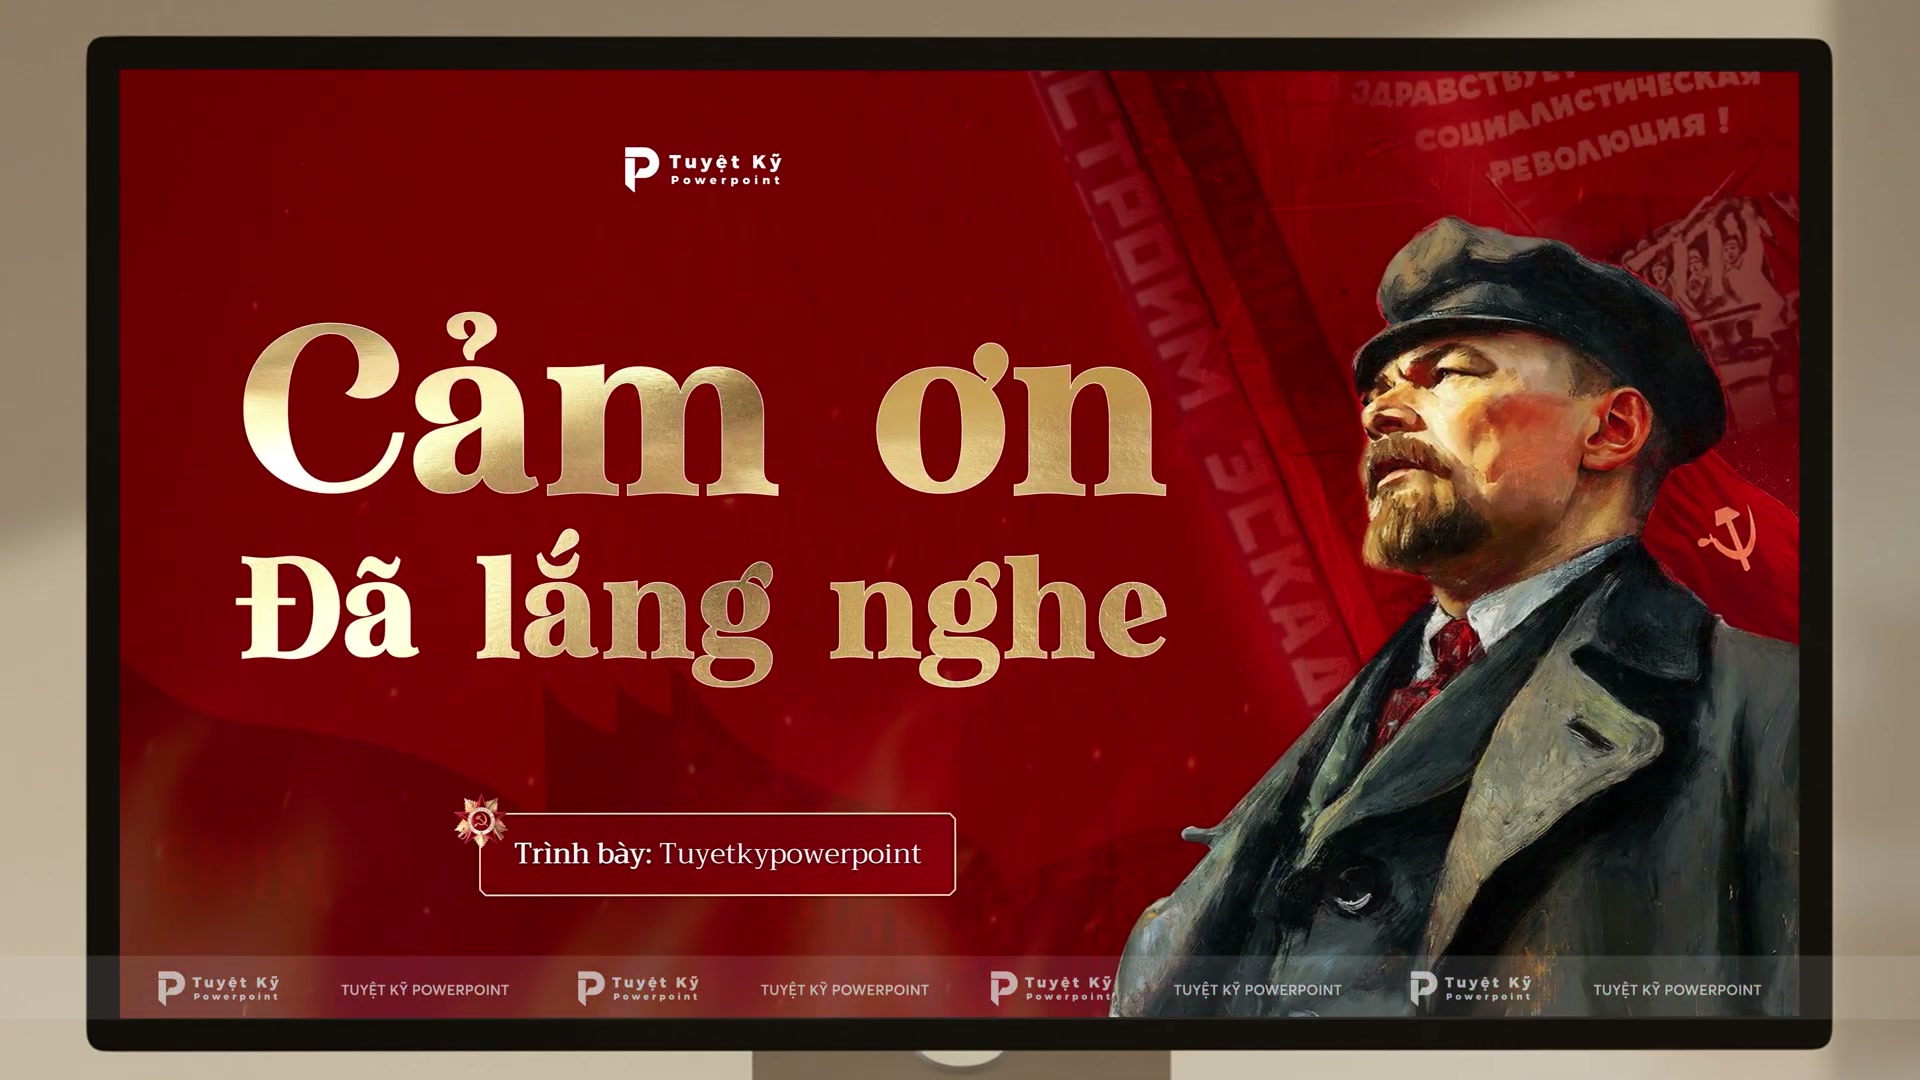 ЗДРАВСТВУЕТ
СОЦИАЛИСТИЧЕСКАЯ
РЕВОЛЮЦИЯ !
Tuyệt Kỹ
Powerpoint
СТРОИМ ЭСКАД
Cảm ơn
Đã lắng nghe
Trình bày: Tuyetkypowerpoint
Tuyệt Kỹ
Powerpoint
TUYỆT KỸ POWERPOINT
Tuyệt Kỹ
Powerpoint
TUYỆT KỸ POWERPOINT
Tuyệt Kỹ
Powerpoint
TUYỆT KỸ POWERPOINT
Tuyệt Kỹ
Powerpoint
TUYỆT KỸ POWERPOINT